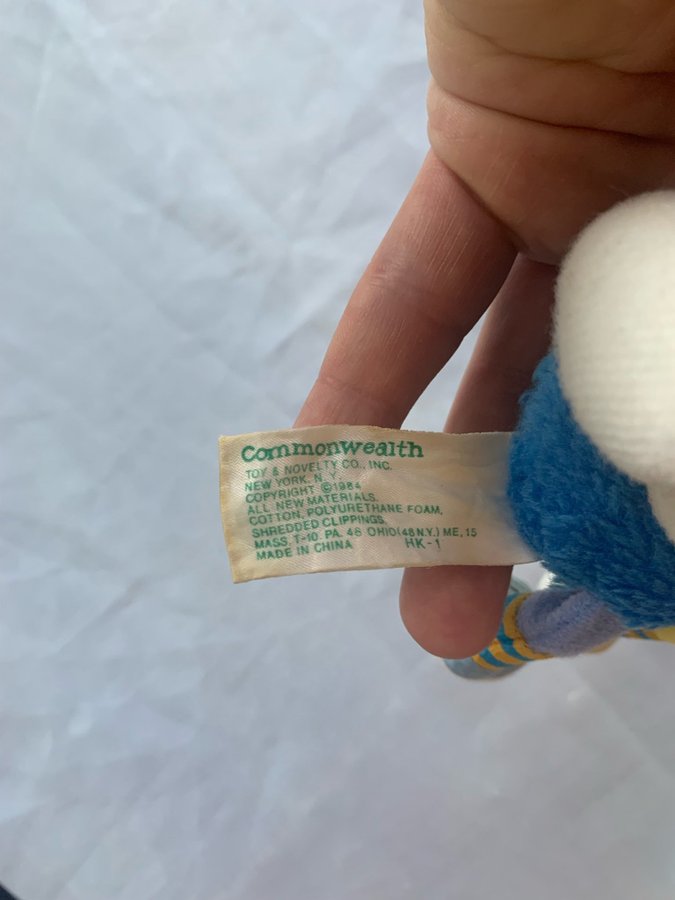 Commonwealth
TOY & NOVELTY CO., INC.
NEW YORK, N.Y.
COPYRIGHT ©1984
ALL NEW MATERIALS.
COTTON, POLYURETHANE FOAM,
SHREDDED CLIPPINGS.
MASS. T-10. PA. 48 OHIO(48 N.Y.) ME. 15
MADE IN CHINA HK-1